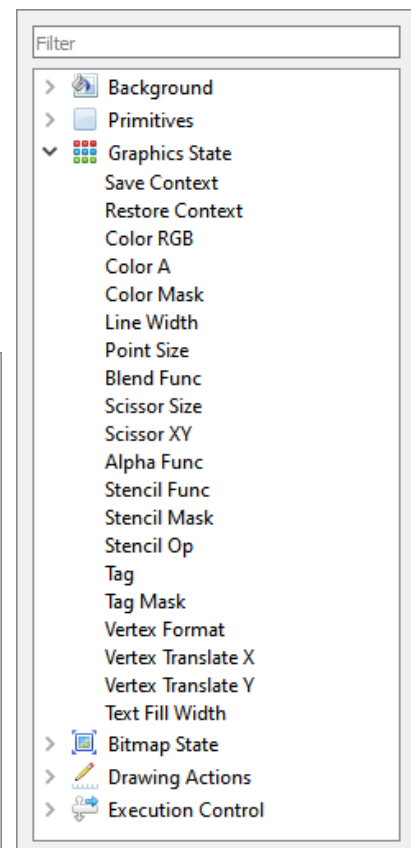 Filter
Background
Primitives
Graphics State
Save Context
Restore Context
Color RGB
Color A
Color Mask
Line Width
Point Size
Blend Func
Scissor Size
Scissor XY
Alpha Func
Stencil Func
Stencil Mask
Stencil Op
Tag
Tag Mask
Vertex Format
Vertex Translate X
Vertex Translate Y
Text Fill Width
Bitmap State
Drawing Actions
Execution Control